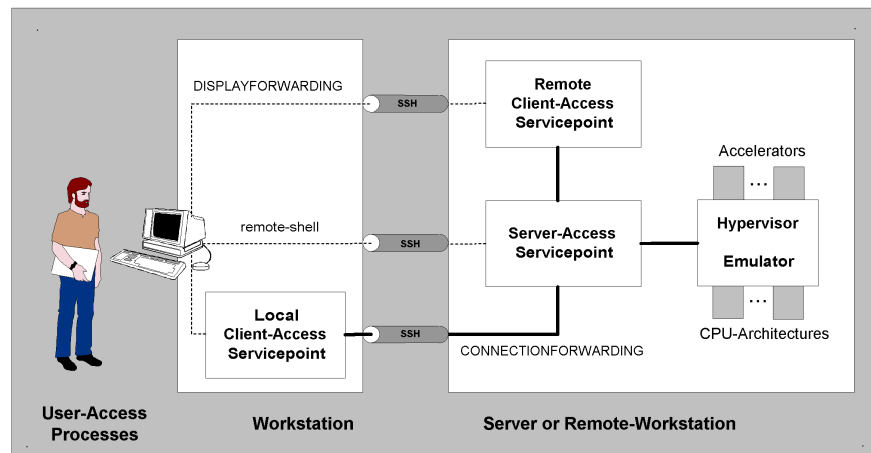 DISPLAYFORWARDING
SSH
Remote
Client-Access
Servicepoint
Accelerators
...
remote-shell
SSH
Server-Access
Servicepoint
Hypervisor
Emulator
...
CPU-Architectures
Local
Client-Access
Servicepoint
SSH
CONNECTIONFORWARDING
User-Access
Processes
Workstation
Server or Remote-Workstation